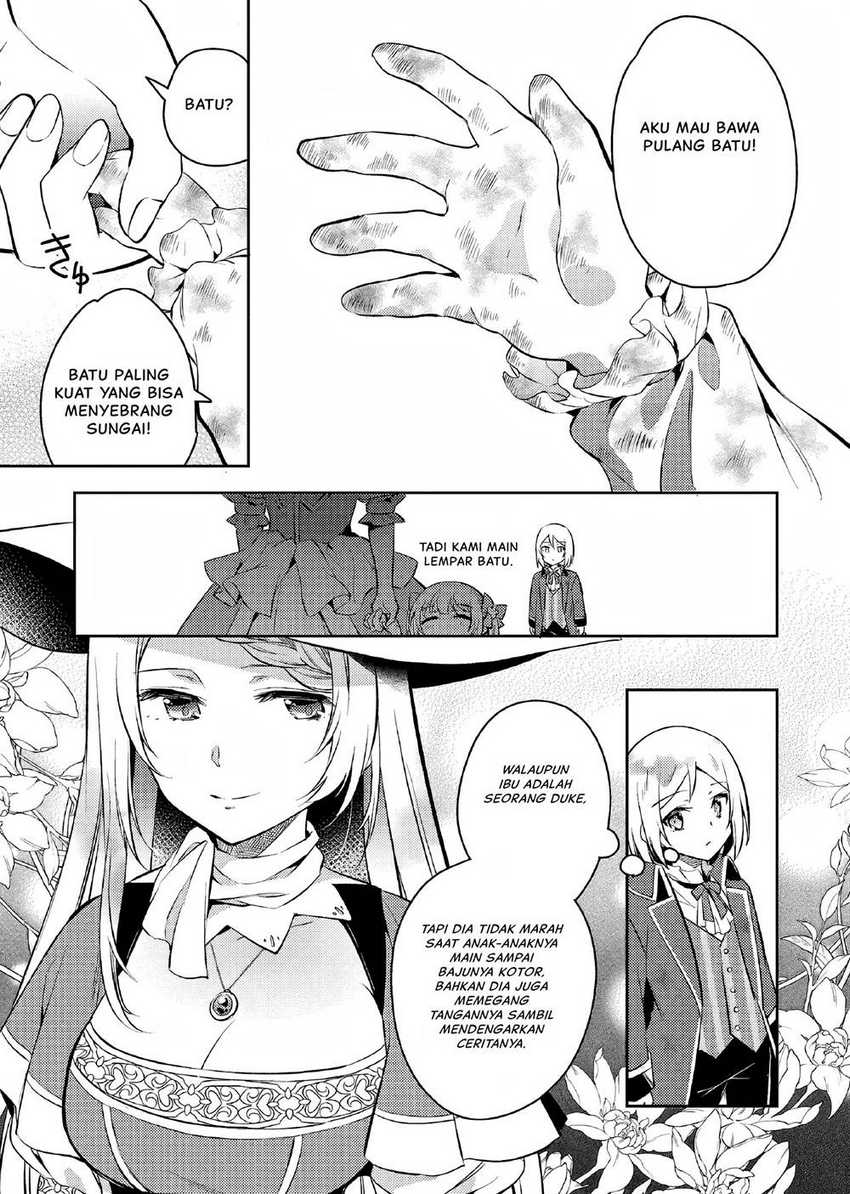 AKU MAU BAWA
PULANG BATU!
BATU?
ぎゅ
BATU PALING
KUAT YANG BISA
MENYEBRANG
SUNGAI!
TADI KAMI MAIN
LEMPAR BATU.
WALAUPUN
IBU ADALAH
SEORANG DUKE,
TAPI DIA TIDAK MARAH
SAAT ANAK-ANAKNYA
MAIN SAMPAI
BAJUNYA KOTOR,
BAHKAN DIA JUGA
MEMEGANG
TANGANNYA SAMBIL
MENDENGARKAN
CERITANYA.